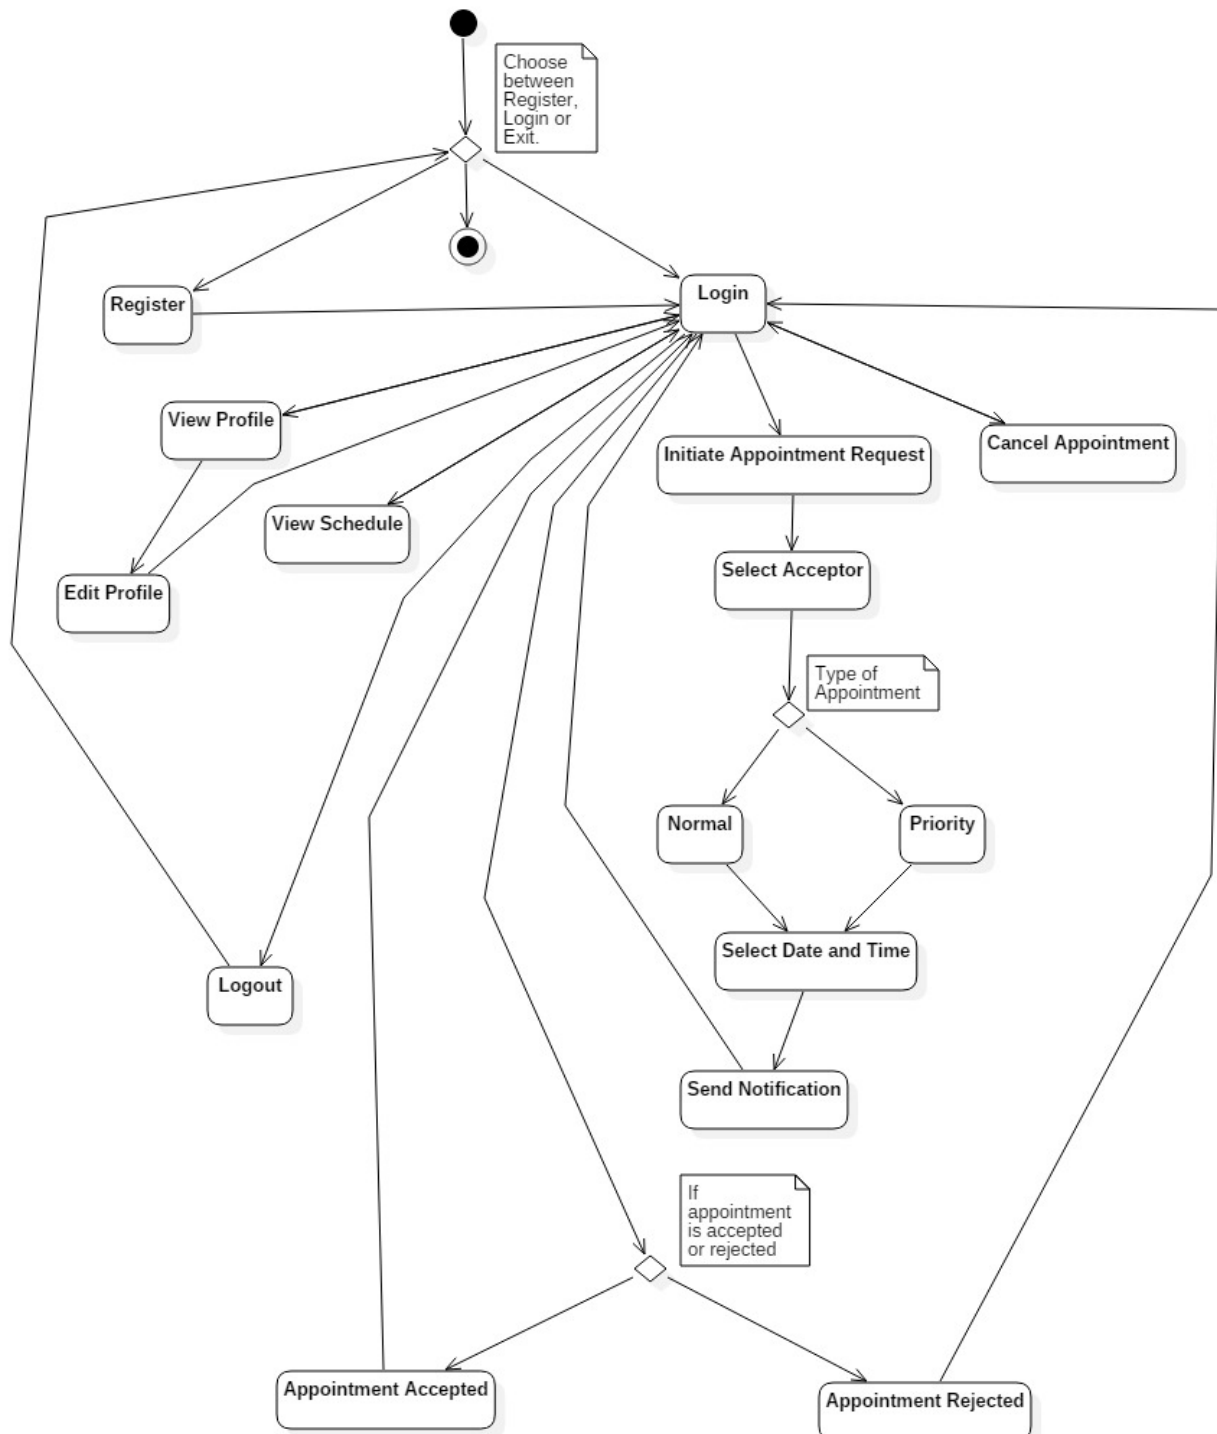 Choose
between
Register,
Login or
Exit.
Register
Login
View Profile
Initiate Appointment Request
Cancel Appointment
View Schedule
Select Acceptor
Edit Profile
Type of
Appointment
Normal
Priority
Select Date and Time
Logout
Send Notification
If
appointment
is accepted
or rejected
Appointment Accepted
Appointment Rejected